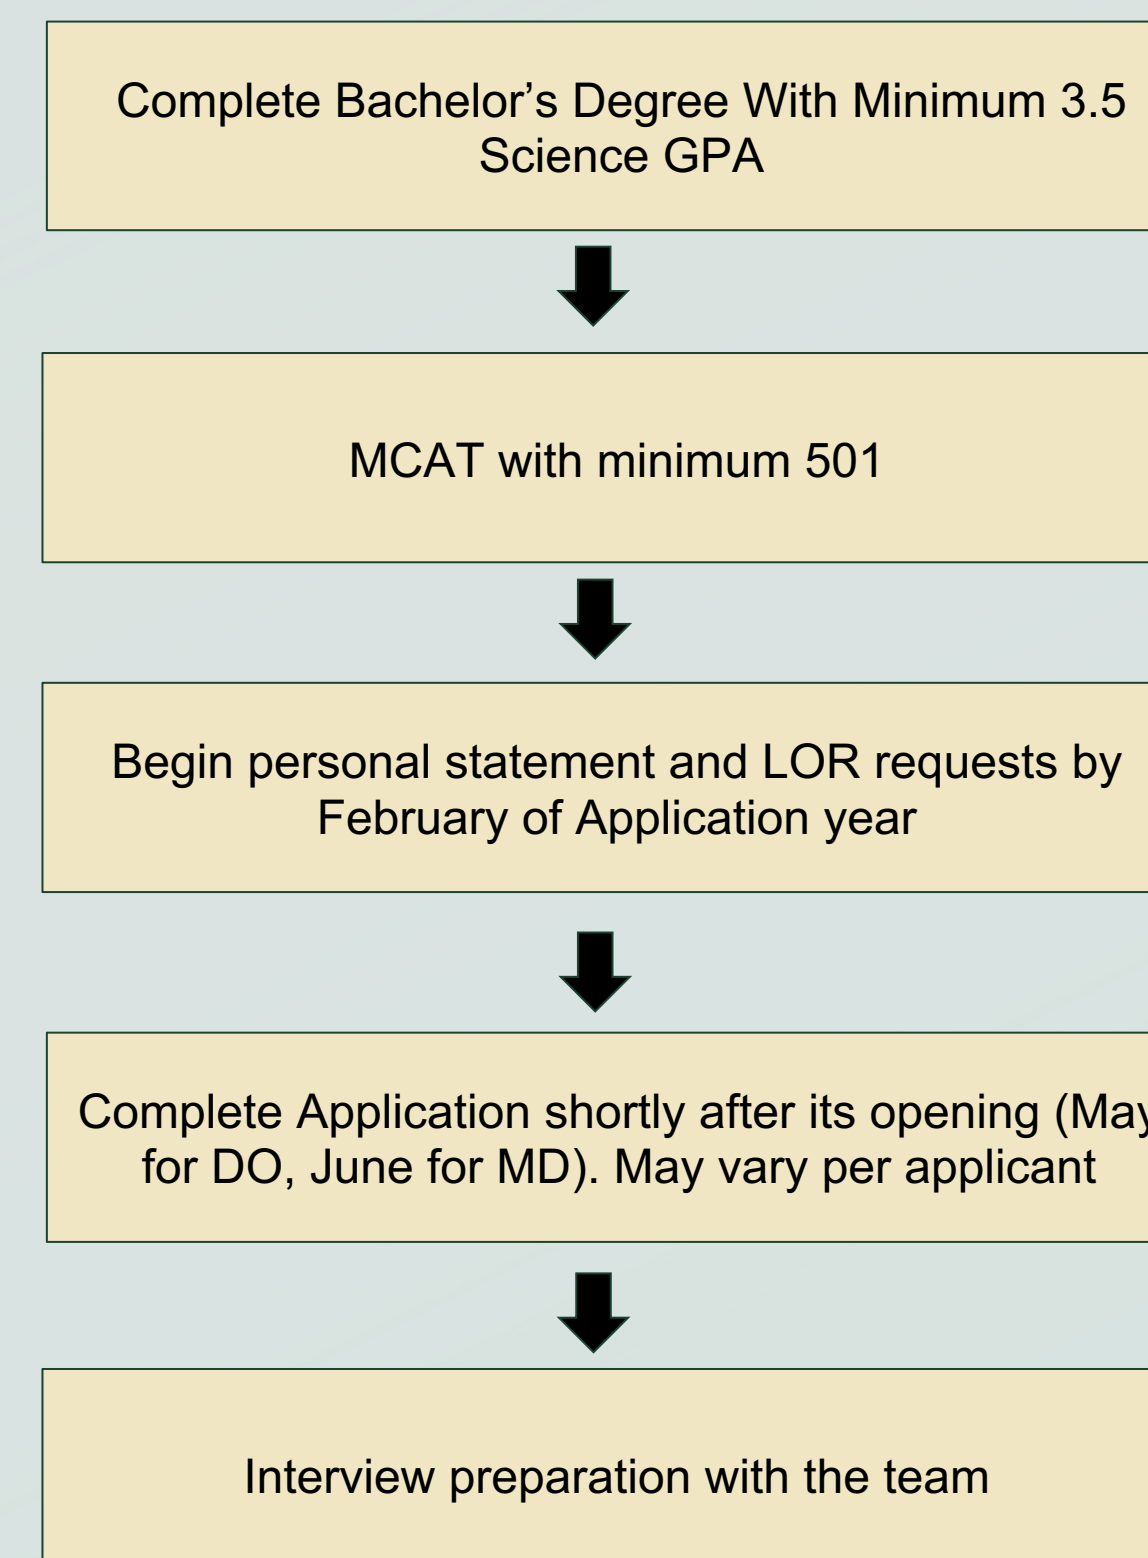 Complete Bachelor’s Degree With Minimum 3.5
Science GPA
MCAT with minimum 501
Begin personal statement and LOR requests by
February of Application year
Complete Application shortly after its opening (May
for DO, June for MD). May vary per applicant
Interview preparation with the team